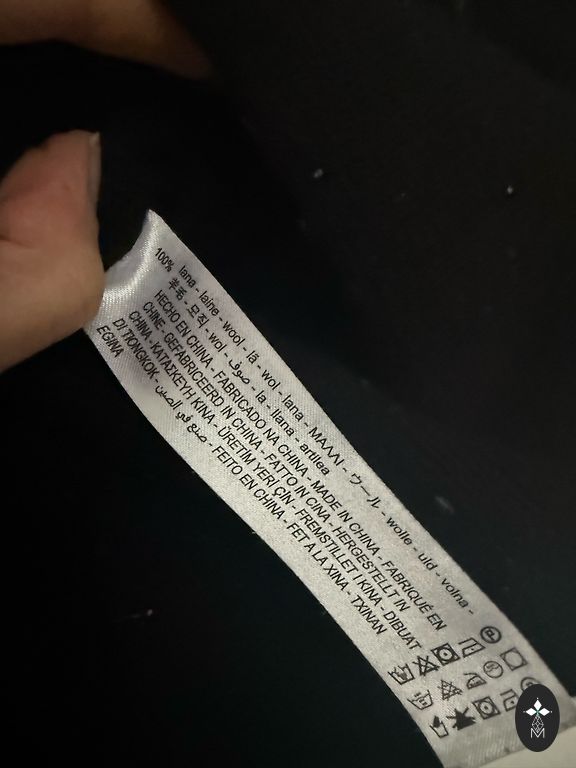 100% lana - laine - wool - lã - wol - lana - ΜΑΛΛΙ - ウール - wolle - uld - volna -
羊毛 - 모직 - wol - صوف - la - llana - artilea
HECHO EN CHINA - FABRICADO NA CHINA - MADE IN CHINA - FABRIQUÉ EN
CHINE - GEFABRICEERD IN CHINA - FATTO IN CINA - HERGESTELLT IN
CHINA - ΚΑΤΑΣΚΕΥΗ ΚΙΝΑ - ÜRETİM YERİ ÇİN - FREMSTILLET I KINA - DIBUAT
DI TIONGKOK - صنع في الصين - FEITO EN CHINA - FET A LA XINA - TXINAN
EGINA
P
M